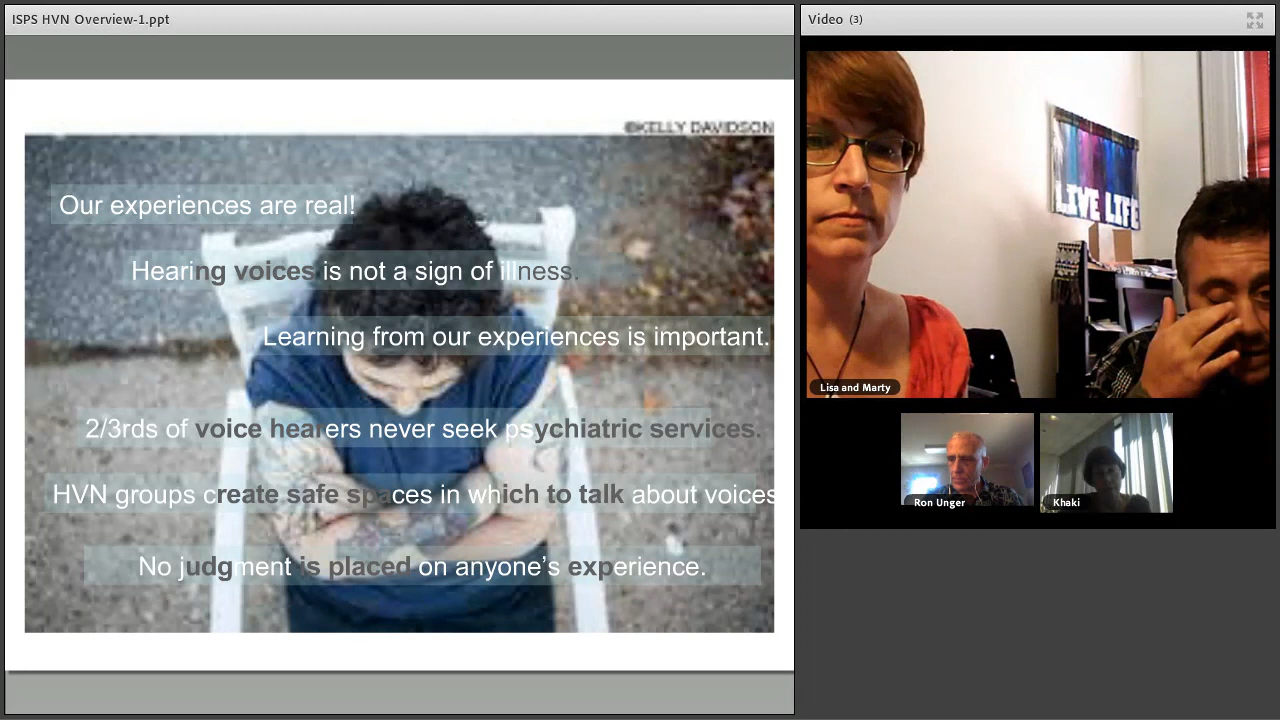 ISPS HVN Overview-1.ppt
©KELLY DAVIDSON
Our experiences are real!
Hearing voices is not a sign of illness.
Learning from our experiences is important.
2/3rds of voice hearers never seek psychiatric services.
HVN groups create safe spaces in which to talk about voices
No judgment is placed on anyone’s experience.
Video (3)
LIVE LIFE
Lisa and Marty
Ron Unger
Khaki